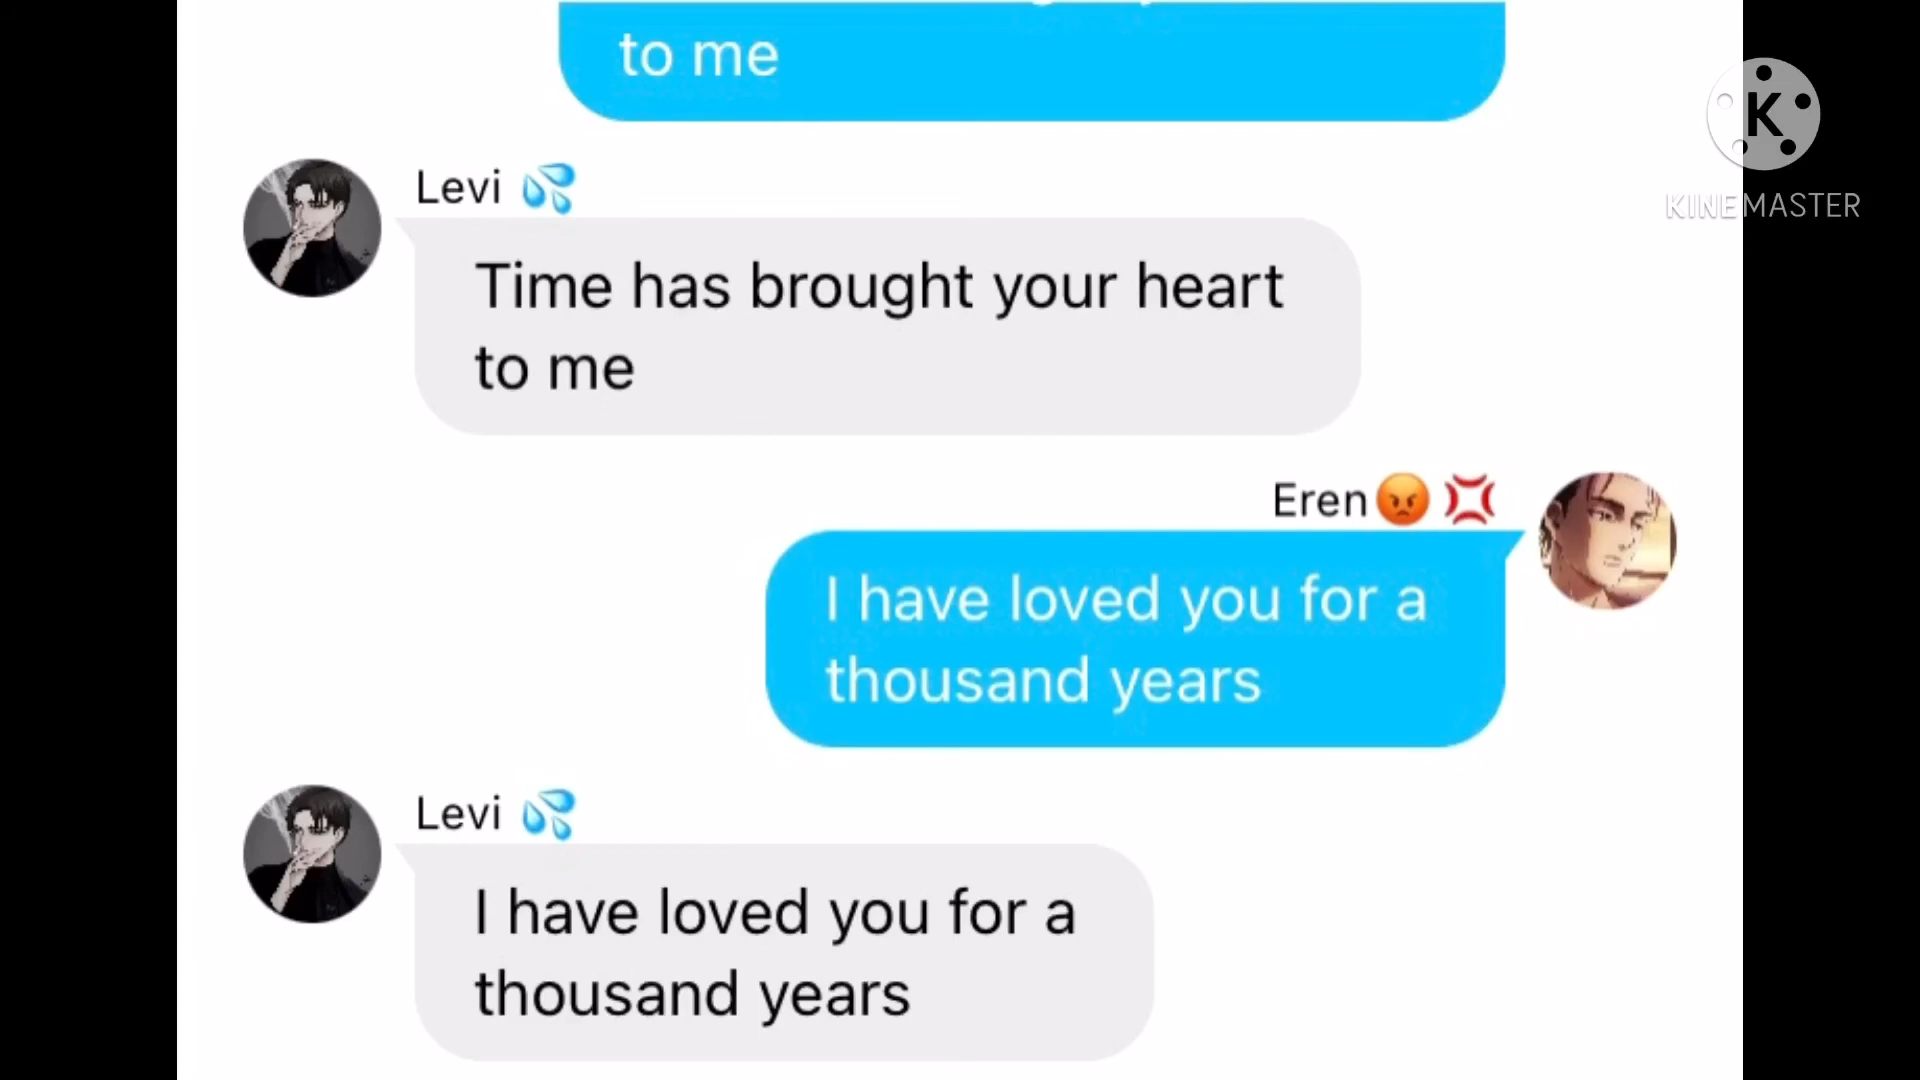 to me
Levi 💦
Time has brought your heart
to me
Eren😡 💢
I have loved you for a
thousand years
Levi 💦
I have loved you for a
thousand years
K
KINEMASTER